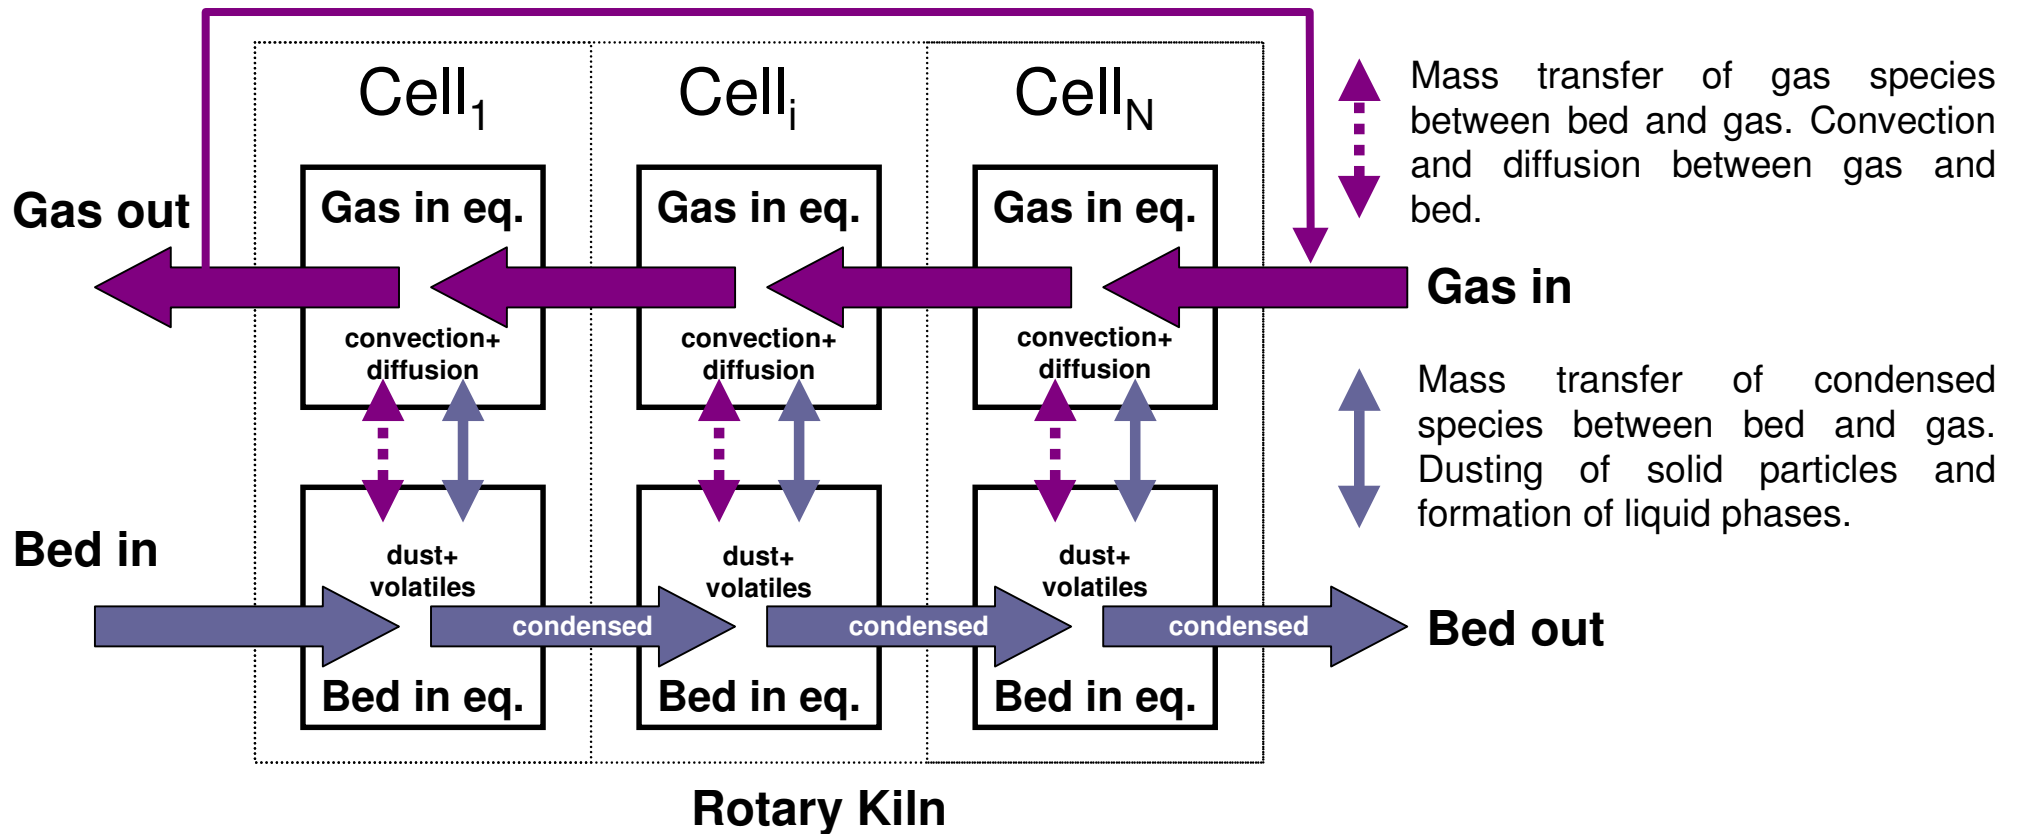 Cell1
Celli
CellN
Mass transfer of gas species
between bed and gas. Convection
and diffusion between gas and
bed.
Gas out
Gas in eq.
Gas in eq.
Gas in eq.
Gas in
convection+
diffusion
convection+
diffusion
convection+
diffusion
Mass transfer of condensed
species between bed and gas.
Dusting of solid particles and
formation of liquid phases.
Bed in
dust+
volatiles
dust+
volatiles
dust+
volatiles
condensed
condensed
condensed
Bed out
Bed in eq.
Bed in eq.
Bed in eq.
Rotary Kiln